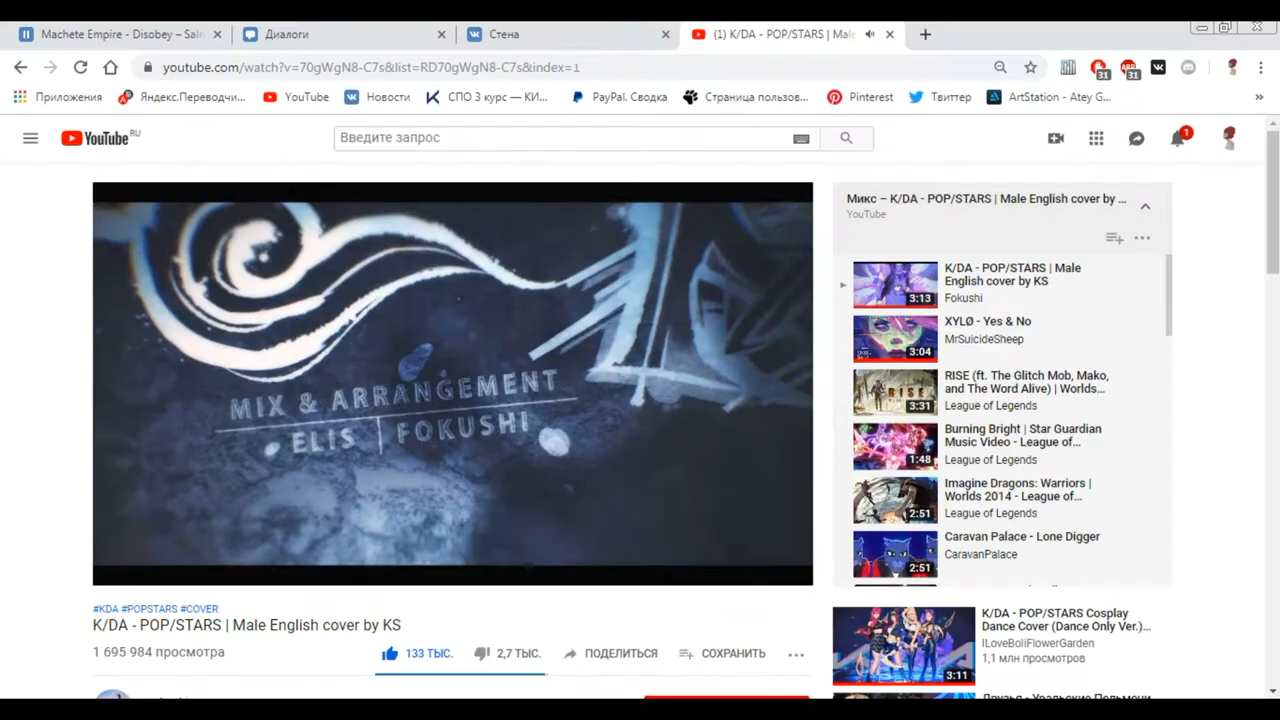 Machete Empire - Disobey – Saln
Диалоги
Стена
(1) K/DA - POP/STARS | Male
youtube.com/watch?v=70gWgN8-C7s&list=RD70gWgN8-C7s&index=1
31
31
Приложения
Яндекс.Переводчи...
YouTube
Новости
СПО 3 курс — КИ...
PayPal. Сводка
Страница пользов...
Pinterest
Твиттер
ArtStation - Atey G...
YouTube RU
Введите запрос
1
MIX & ARRANGEMENT
ELIS | FOKUSHI
#KDA #POPSTARS #COVER
K/DA - POP/STARS | Male English cover by KS
1 695 984 просмотра
133 ТЫС.
2,7 ТЫС.
ПОДЕЛИТЬСЯ
СОХРАНИТЬ
Микс – K/DA - POP/STARS | Male English cover by ...
YouTube
K/DA - POP/STARS | Male
English cover by KS
Fokushi
3:13
XYLØ - Yes & No
MrSuicideSheep
3:04
RISE (ft. The Glitch Mob, Mako,
and The Word Alive) | Worlds...
League of Legends
RISE
3:31
Burning Bright | Star Guardian
Music Video - League of...
League of Legends
1:48
Imagine Dragons: Warriors |
Worlds 2014 - League of...
League of Legends
2:51
Caravan Palace - Lone Digger
CaravanPalace
2:51
K/DA - POP/STARS Cosplay
Dance Cover (Dance Only Ver.)...
ILoveBoliFlowerGarden
1,1 млн просмотров
3:11
Друзья - Уральские Пельмени